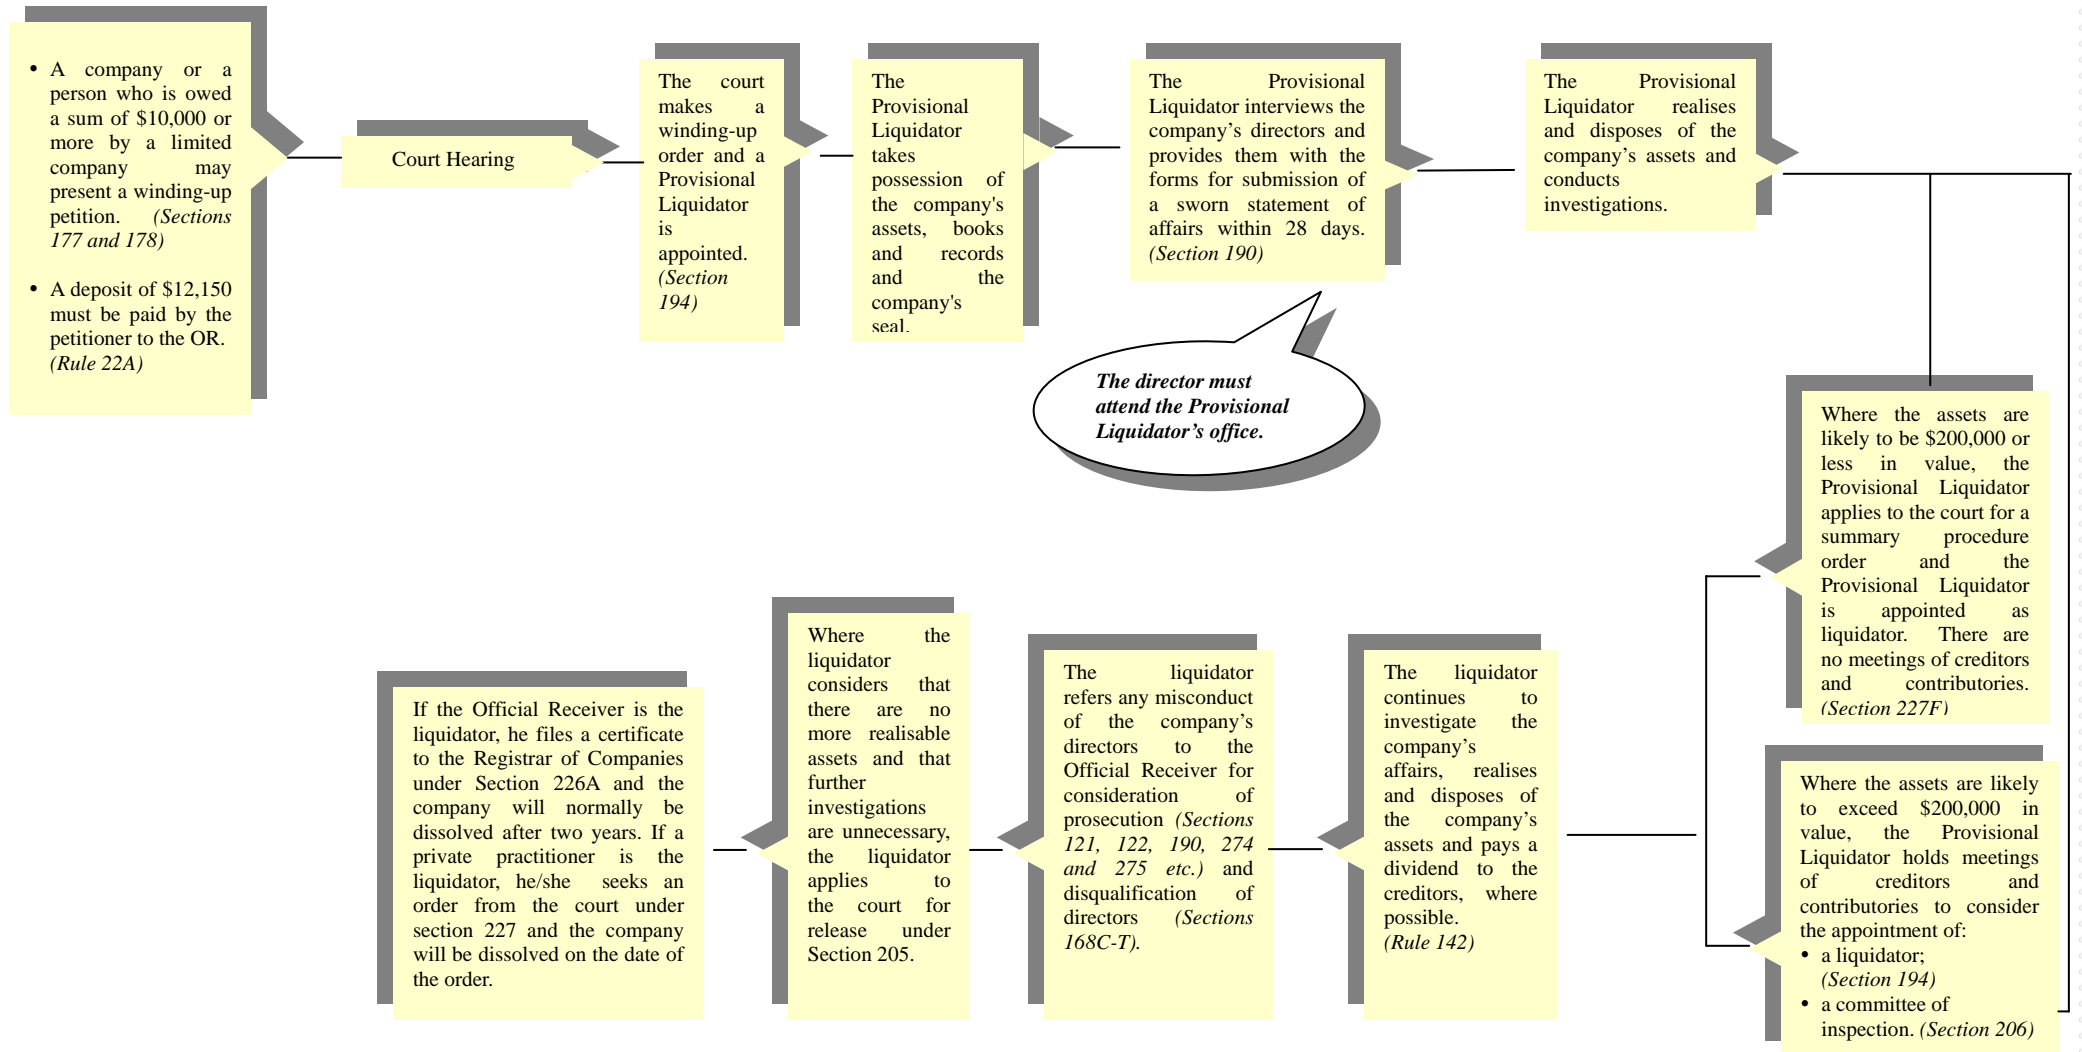 • A company or a
person who is owed
a sum of $10,000 or
more by a limited
company may
present a winding-up
petition. (Sections
177 and 178)
• A deposit of $12,150
must be paid by the
petitioner to the OR.
(Rule 22A)
Court Hearing
The court
makes a
winding-up
order and a
Provisional
Liquidator
is
appointed.
(Section
194)
The
Provisional
Liquidator
takes
possession of
the company's
assets, books
and records
and the
company's
seal.
The Provisional
Liquidator interviews the
company’s directors and
provides them with the
forms for submission of
a sworn statement of
affairs within 28 days.
(Section 190)
The director must
attend the Provisional
Liquidator’s office.
The Provisional
Liquidator realises
and disposes of the
company’s assets and
conducts
investigations.
Where the assets are
likely to be $200,000 or
less in value, the
Provisional Liquidator
applies to the court for a
summary procedure
order and the
Provisional Liquidator
is appointed as
liquidator. There are
no meetings of creditors
and contributories.
(Section 227F)
Where the assets are likely
to exceed $200,000 in
value, the Provisional
Liquidator holds meetings
of creditors and
contributories to consider
the appointment of:
• a liquidator;
(Section 194)
• a committee of
inspection. (Section 206)
The liquidator
continues to
investigate the
company’s
affairs, realises
and disposes of
the company’s
assets and pays a
dividend to the
creditors, where
possible.
(Rule 142)
The liquidator
refers any misconduct
of the company’s
directors to the
Official Receiver for
consideration of
prosecution (Sections
121, 122, 190, 274
and 275 etc.) and
disqualification of
directors (Sections
168C-T).
Where the
liquidator
considers that
there are no
more realisable
assets and that
further
investigations
are unnecessary,
the liquidator
applies to
the court for
release under
Section 205.
If the Official Receiver is the
liquidator, he files a certificate
to the Registrar of Companies
under Section 226A and the
company will normally be
dissolved after two years. If a
private practitioner is the
liquidator, he/she seeks an
order from the court under
section 227 and the company
will be dissolved on the date of
the order.